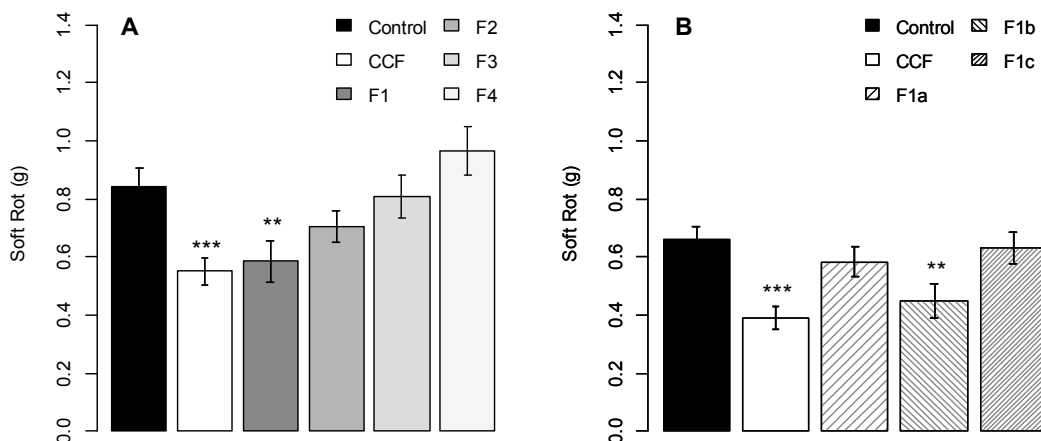 A
Control
CCF
F1
F2
F3
F4
Soft Rot (g)
1.4
1.2
1.0
0.8
0.6
0.4
0.2
0.0
***
**
B
Control
CCF
F1a
F1b
F1c
Soft Rot (g)
1.4
1.2
1.0
0.8
0.6
0.4
0.2
0.0
***
**